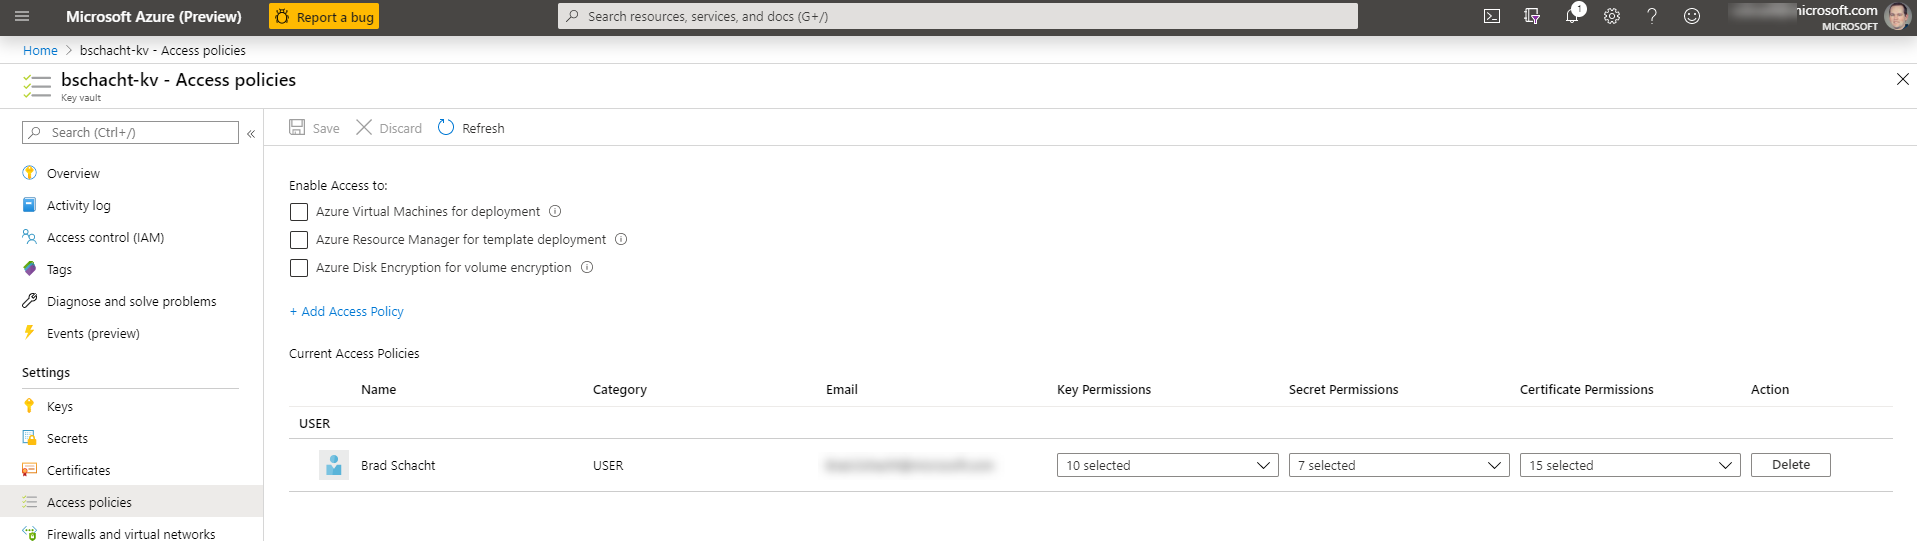 Microsoft Azure (Preview)
Report a bug
Search resources, services, and docs (G+/)
1
microsoft.com
MICROSOFT
Home > bschacht-kv - Access policies
bschacht-kv - Access policies
Key vault
Search (Ctrl+/)
«
Save
Discard
Refresh
Overview
Activity log
Access control (IAM)
Tags
Diagnose and solve problems
Events (preview)
Settings
Keys
Secrets
Certificates
Access policies
Firewalls and virtual networks
Enable Access to:
Azure Virtual Machines for deployment
Azure Resource Manager for template deployment
Azure Disk Encryption for volume encryption
+ Add Access Policy
Current Access Policies
Name Category Email Key Permissions Secret Permissions Certificate Permissions Action
USER
Brad Schacht USER 10 selected 7 selected 15 selected Delete